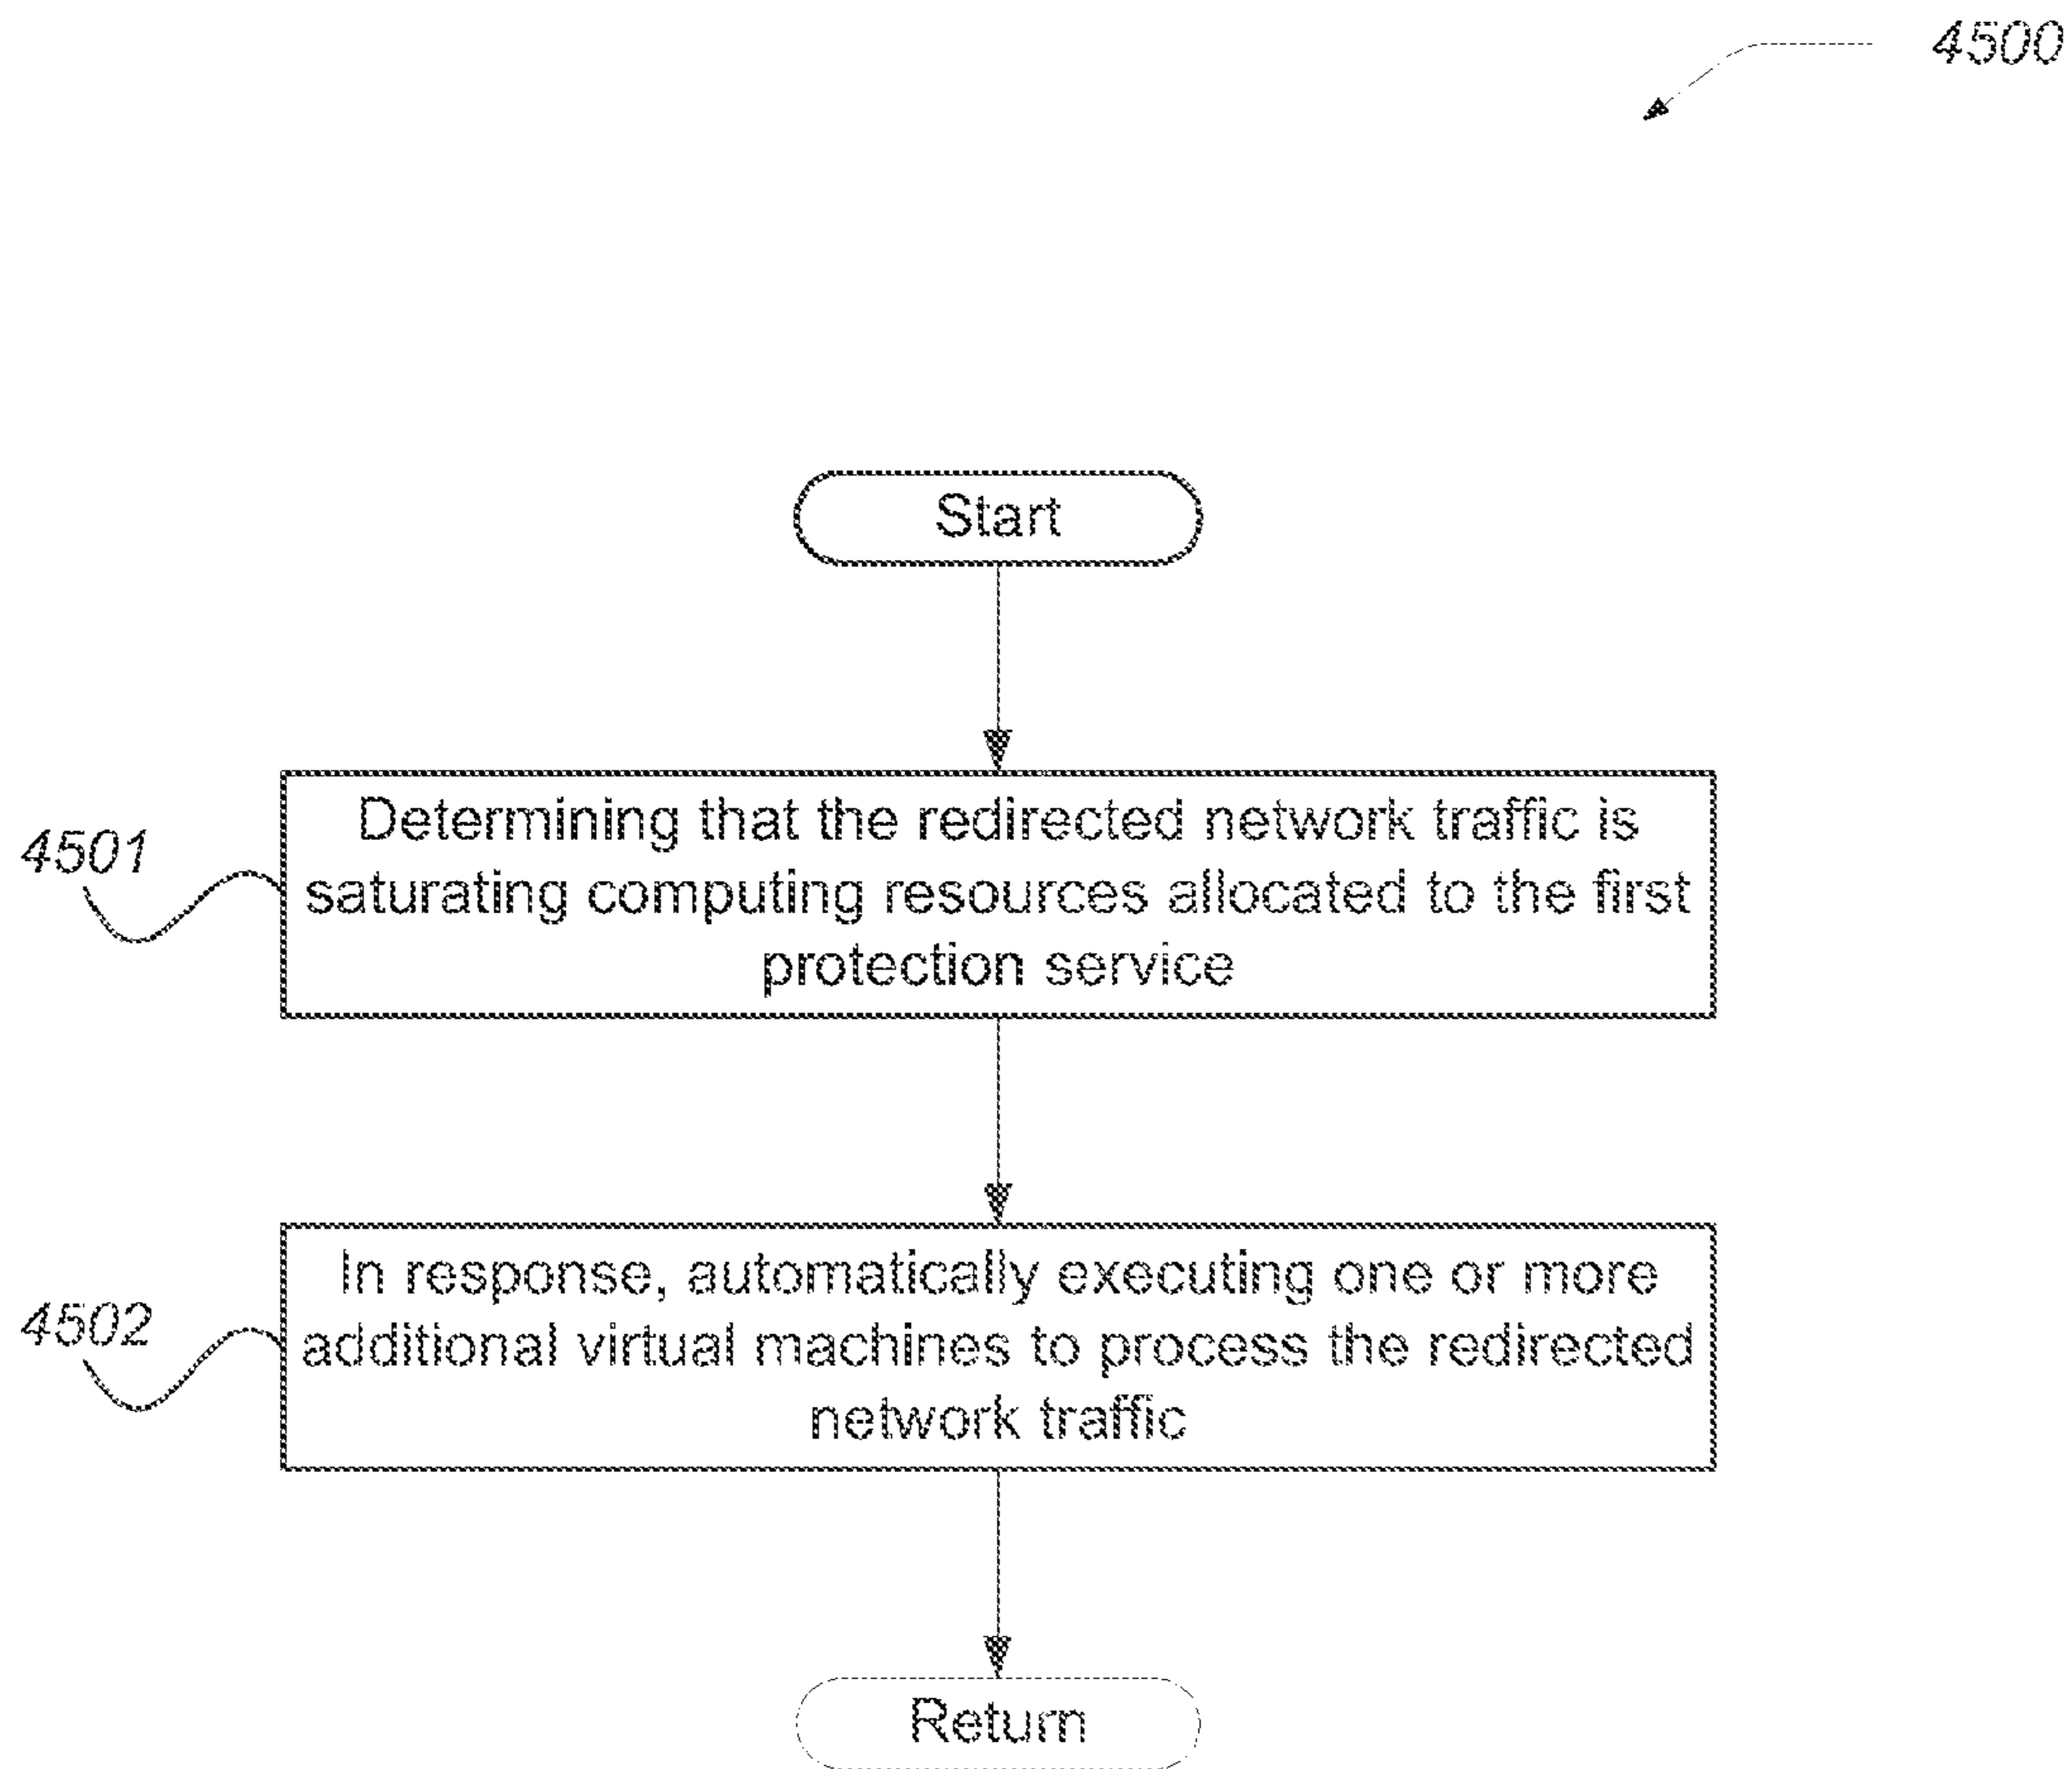 4500
Start
4501
Determining that the redirected network traffic is
saturating computing resources allocated to the first
protection service
4502
In response, automatically executing one or more
additional virtual machines to process the redirected
network traffic
Return